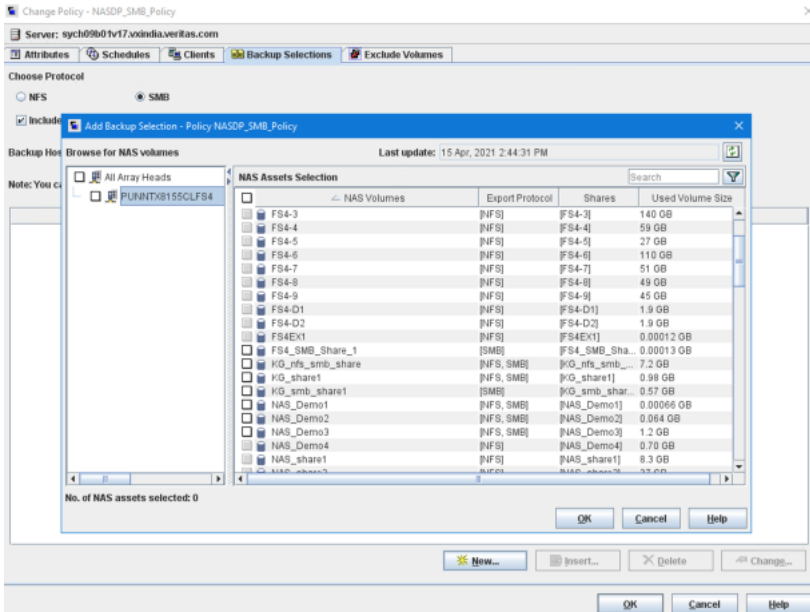 Change Policy - NASDP_SMB_Policy
Server: sych09b01v17.vxindia.veritas.com
Attributes Schedules Clients Backup Selections Exclude Volumes
Choose Protocol
NFS SMB
Include
Add Backup Selection - Policy NASDP_SMB_Policy
Backup Hos
Browse for NAS volumes Last update: 15 Apr, 2021 2:44:31 PM
Note: You ca
All Array Heads
PUNNTX8155CLFS4
NAS Assets Selection Search
NAS Volumes Export Protocol Shares Used Volume Size
FS4-3 [NFS] [FS4-3] 140 GB
FS4-4 [NFS] [FS4-4] 59 GB
FS4-5 [NFS] [FS4-5] 27 GB
FS4-6 [NFS] [FS4-6] 110 GB
FS4-7 [NFS] [FS4-7] 51 GB
FS4-8 [NFS] [FS4-8] 49 GB
FS4-9 [NFS] [FS4-9] 45 GB
FS4-D1 [NFS] [FS4-D1] 1.9 GB
FS4-D2 [NFS] [FS4-D2] 1.9 GB
FS4EX1 [NFS] [FS4EX1] 0.00012 GB
FS4_SMB_Share_1 [SMB] [FS4_SMB_Sha... 0.00013 GB
KG_nfs_smb_share [NFS, SMB] [KG_nfs_smb_... 7.2 GB
KG_share1 [NFS, SMB] [KG_share1] 0.98 GB
KG_smb_share1 [SMB] [KG_smb_shar... 0.57 GB
NAS_Demo1 [NFS, SMB] [NAS_Demo1] 0.00066 GB
NAS_Demo2 [NFS, SMB] [NAS_Demo2] 0.064 GB
NAS_Demo3 [NFS, SMB] [NAS_Demo3] 1.2 GB
NAS_Demo4 [NFS] [NAS_Demo4] 0.70 GB
NAS_share1 [NFS] [NAS_share1] 8.3 GB
No. of NAS assets selected: 0
OK Cancel Help
New... Insert... Delete Change...
OK Cancel Help